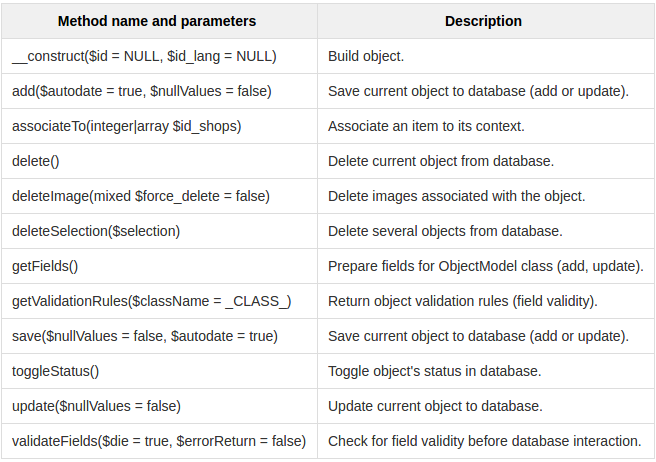 Method name and parameters Description
__construct($id = NULL, $id_lang = NULL) Build object.
add($autodate = true, $nullValues = false) Save current object to database (add or update).
associateTo(integer|array $id_shops) Associate an item to its context.
delete() Delete current object from database.
deleteImage(mixed $force_delete = false) Delete images associated with the object.
deleteSelection($selection) Delete several objects from database.
getFields() Prepare fields for ObjectModel class (add, update).
getValidationRules($className = _CLASS_) Return object validation rules (field validity).
save($nullValues = false, $autodate = true) Save current object to database (add or update).
toggleStatus() Toggle object's status in database.
update($nullValues = false) Update current object to database.
validateFields($die = true, $errorReturn = false) Check for field validity before database interaction.